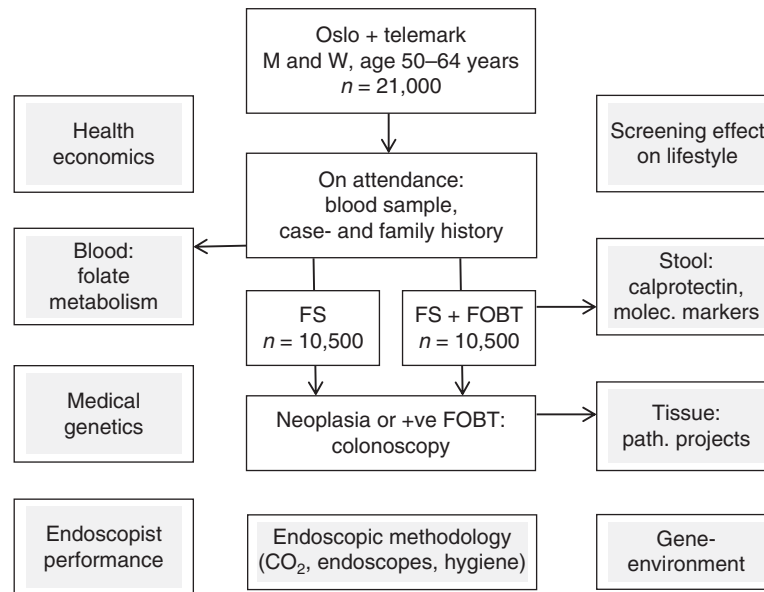 Oslo + telemark
M and W, age 50–64 years
n = 21,000
Health
economics
Screening effect
on lifestyle
On attendance:
blood sample,
case- and family history
Blood:
folate
metabolism
Stool:
calprotectin,
molec. markers
FS
n = 10,500
FS + FOBT
n = 10,500
Medical
genetics
Neoplasia or +ve FOBT:
colonoscopy
Tissue:
path. projects
Endoscopist
performance
Endoscopic methodology
(CO₂, endoscopes, hygiene)
Gene-
environment